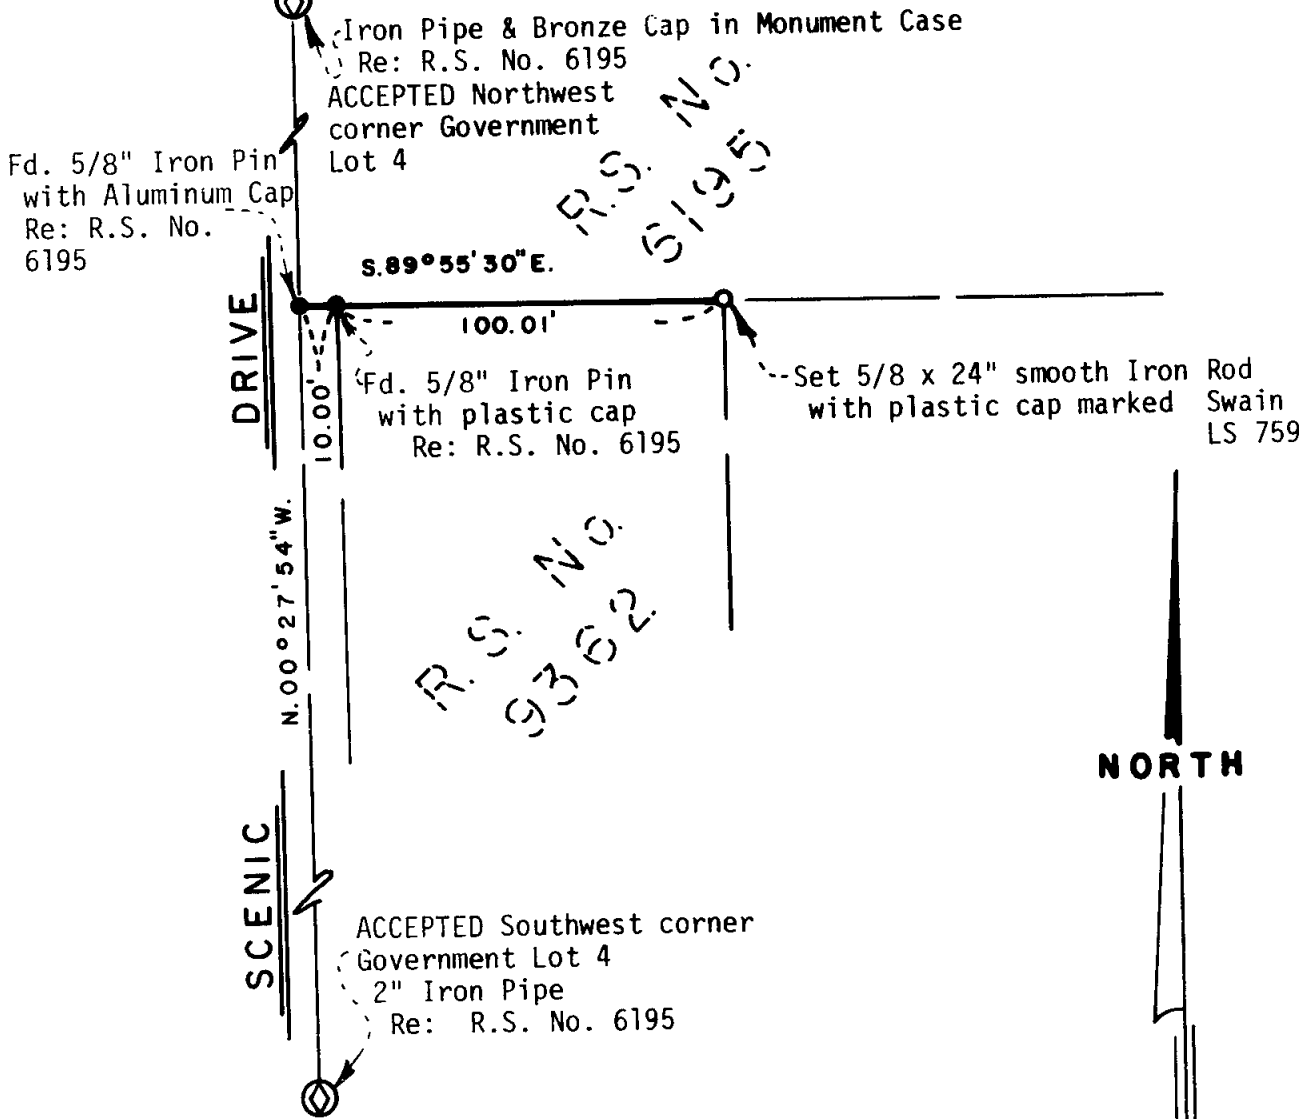 Iron Pipe & Bronze Cap in Monument Case
Re: R.S. No. 6195
ACCEPTED Northwest
corner Government
Lot 4
Fd. 5/8" Iron Pin
with Aluminum Cap
Re: R.S. No.
6195
R.S. No.
6195
S.89°55'30"E.
100.01'
10.00'
DRIVE
Fd. 5/8" Iron Pin
with plastic cap
Re: R.S. No. 6195
Set 5/8 x 24" smooth Iron Rod
with plastic cap marked Swain
LS 759
N.00°27'54"W.
R.S. No.
9362
NORTH
SCENIC
ACCEPTED Southwest corner
Government Lot 4
2" Iron Pipe
Re: R.S. No. 6195